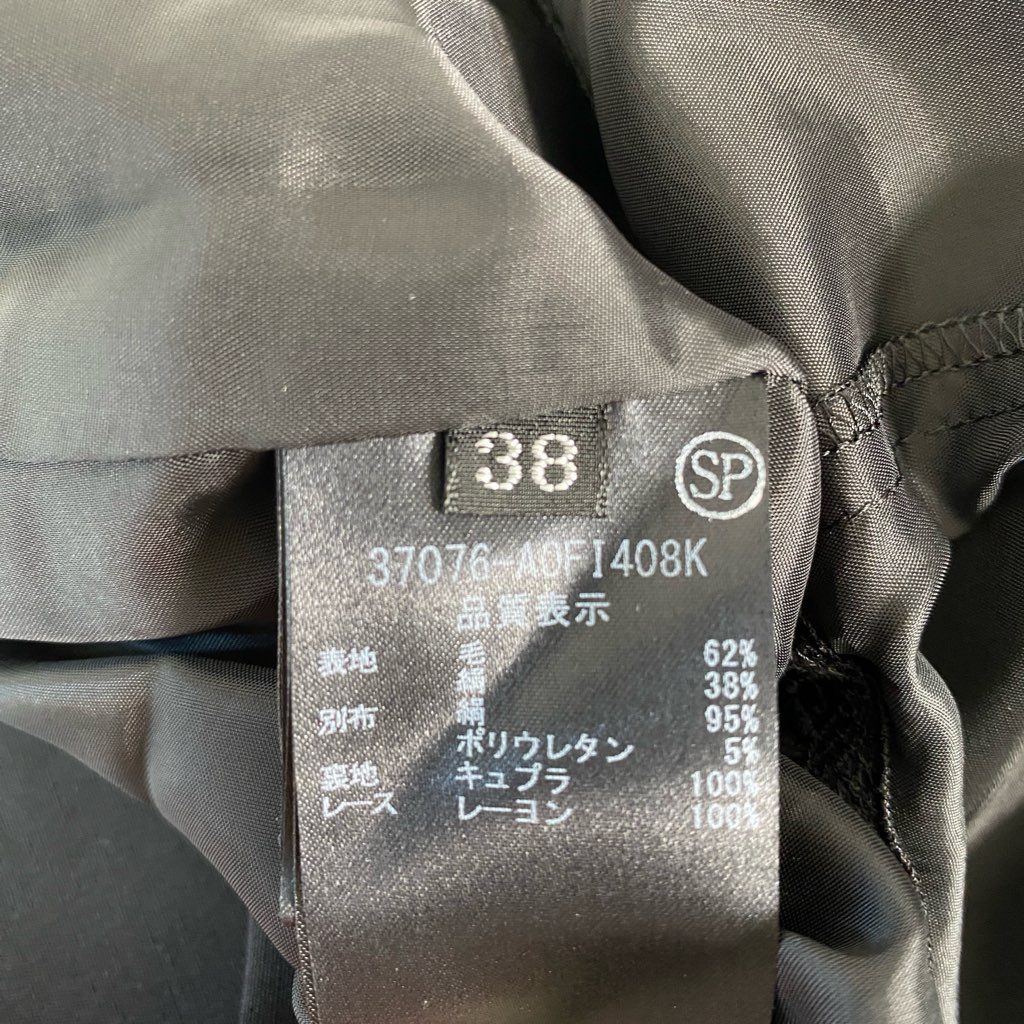 38
SP
37076-AOFI408K
品質表示
表地 毛 62%
絹 38%
別布 絹 95%
ポリウレタン 5%
裏地 キュプラ 100%
レース レーヨン 100%